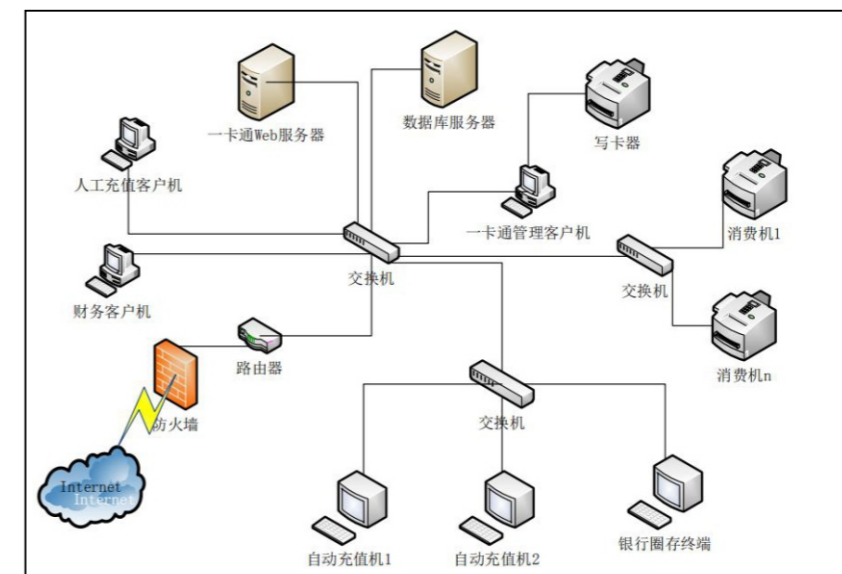 一卡通Web服务器
数据库服务器
写卡器
人工充值客户机
一卡通管理客户机
消费机1
交换机
交换机
财务客户机
路由器
消费机n
防火墙
交换机
Internet
Internet
自动充值机1
自动充值机2
银行圈存终端